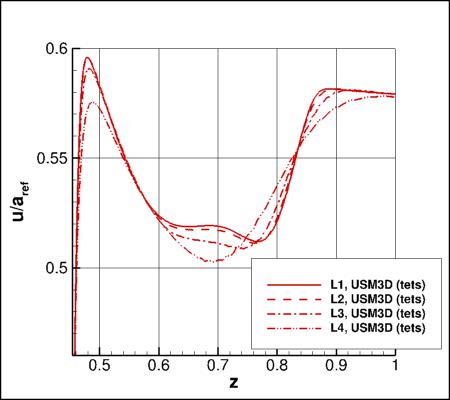 0.6
0.55
0.5
u/a_ref
0.5
0.6
0.7
0.8
0.9
1
z
L1, USM3D (tets)
L2, USM3D (tets)
L3, USM3D (tets)
L4, USM3D (tets)